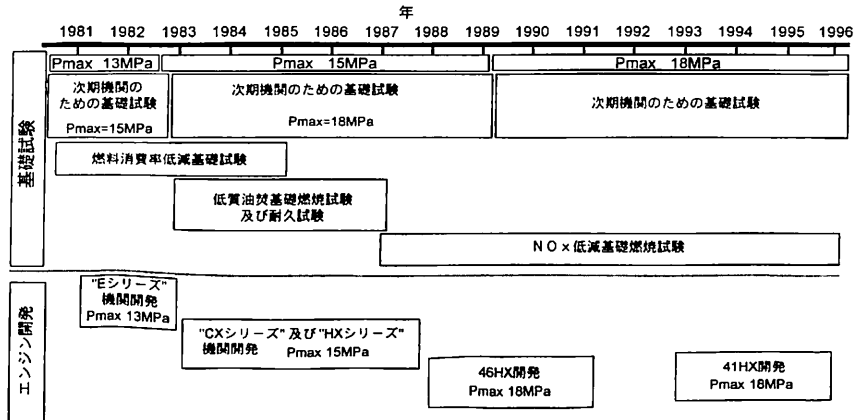 年
1981 1982 1983 1984 1985 1986 1987 1988 1989 1990 1991 1992 1993 1994 1995 1996
Pmax 13MPa Pmax 15MPa Pmax 18MPa
基礎試験
次期機関の
ための基礎試験
Pmax=15MPa
次期機関のための基礎試験
Pmax=18MPa
次期機関のための基礎試験
燃料消費率低減基礎試験
低質油焚基礎燃焼試験
及び耐久試験
NOx低減基礎燃焼試験
エンジン開発
"Eシリーズ"
機関開発
Pmax 13MPa
"CXシリーズ" 及び"HXシリーズ"
機関開発 Pmax 15MPa
46HX開発
Pmax 18MPa
41HX開発
Pmax 18MPa